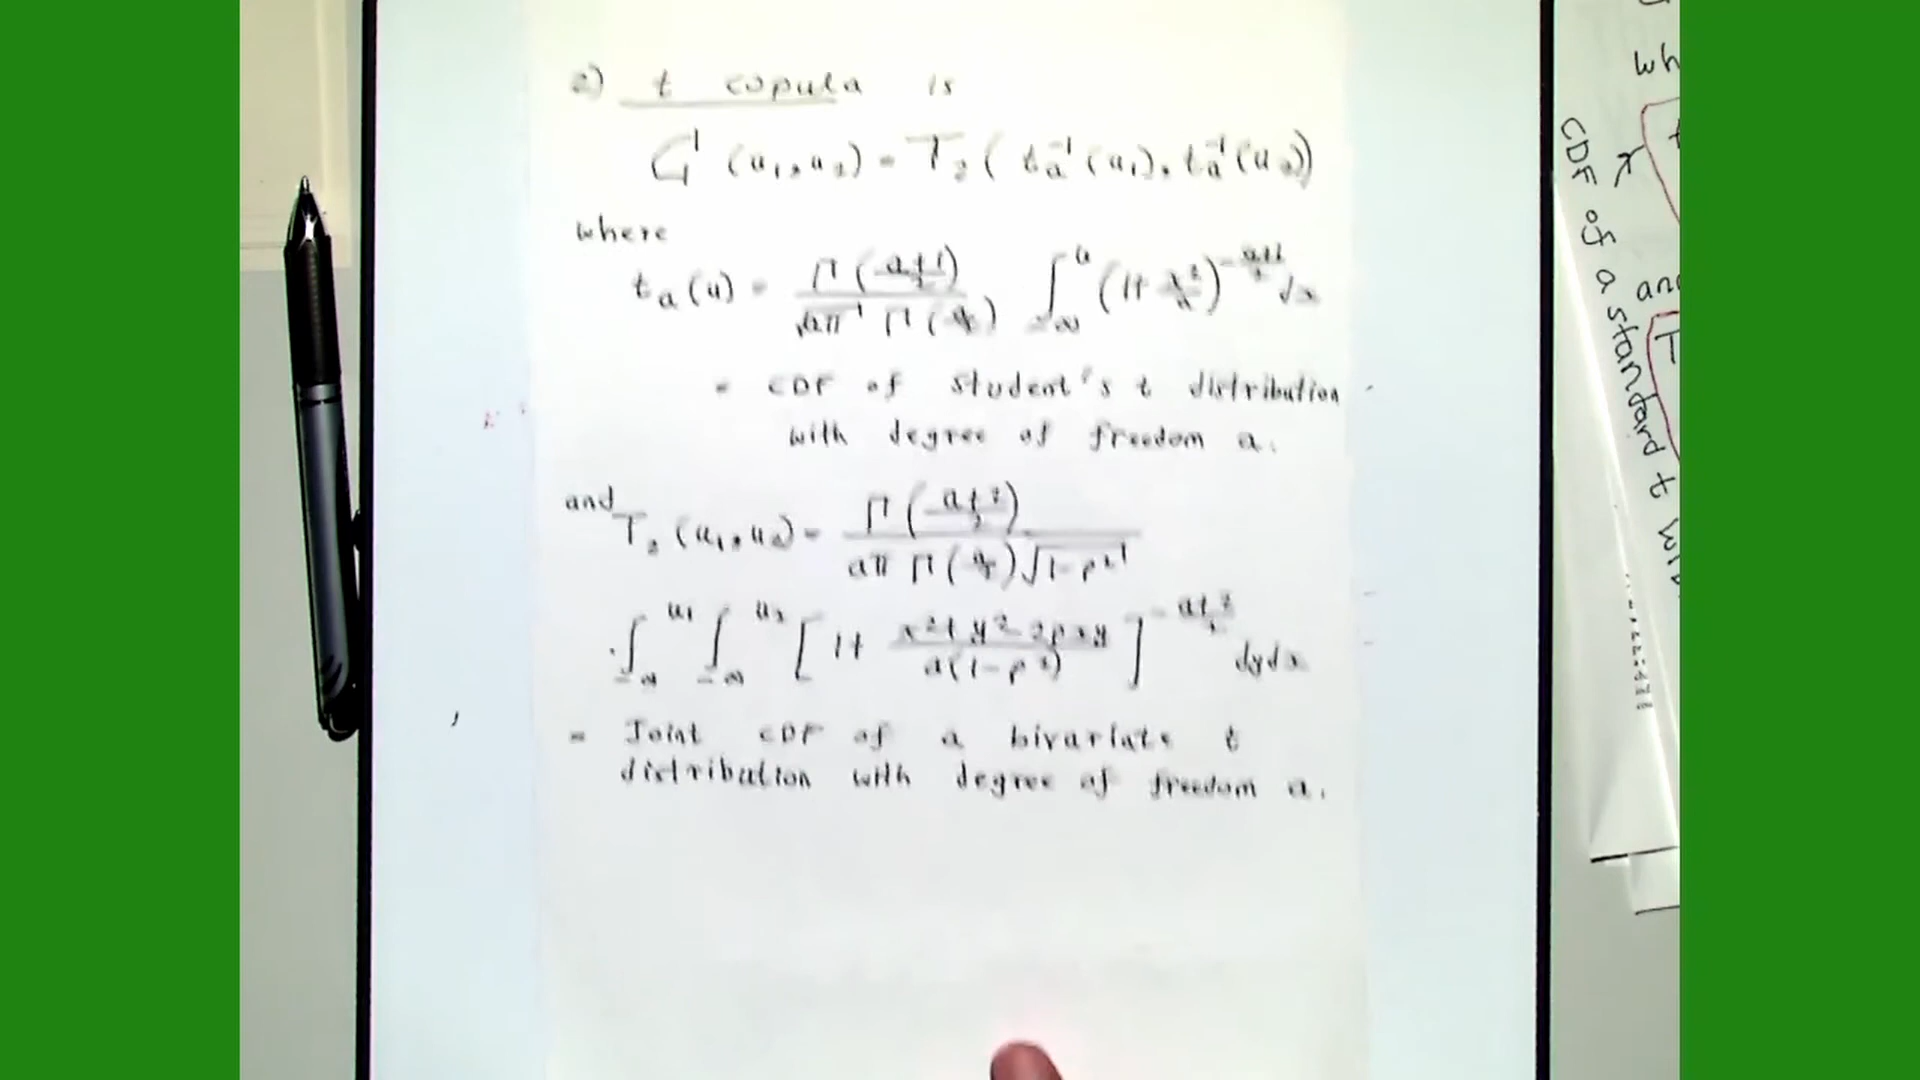 2) t copula is
C (u₁, u₂) = T₂ ( tₐ⁻¹ (u₁), tₐ⁻¹ (u₂))
where
tₐ(u) = Γ((a+1)/2) / (√(aπ) Γ(a/2)) ∫_{-∞}^{u} (1+ x²/a)^{-(a+1)/2} dx
= CDF of student's t distribution
with degree of freedom a.
and
T₂ (u₁, u₂) = Γ((a+2)/2) / (aπ Γ(a/2) √(1-ρ²))
· ∫_{-∞}^{u₁} ∫_{-∞}^{u₂} [ 1+ (x²+y²-2ρxy) / (a(1-ρ²)) ]^{-(a+2)/2} dydx
= Joint CDF of a bivariate t
distribution with degree of freedom a.
wh
CDF of a standard t
and